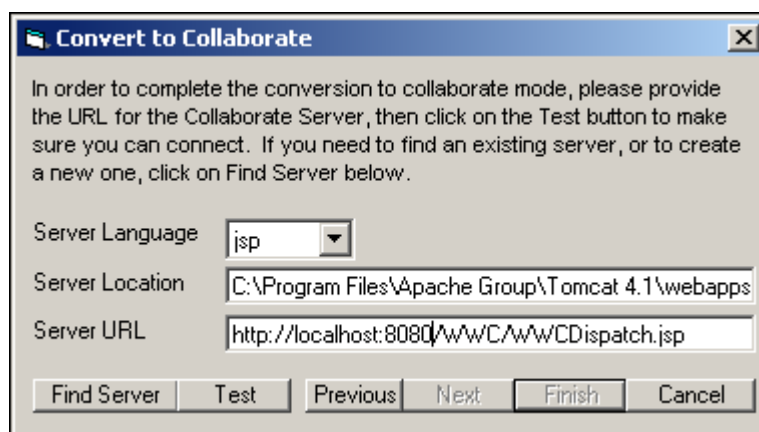 Convert to Collaborate
In order to complete the conversion to collaborate mode, please provide
the URL for the Collaborate Server, then click on the Test button to make
sure you can connect. If you need to find an existing server, or to create
a new one, click on Find Server below.
Server Language jsp
Server Location C:\Program Files\Apache Group\Tomcat 4.1\webapps
Server URL http://localhost:8080/WWC/WWCDispatch.jsp
Find Server Test Previous Next Finish Cancel